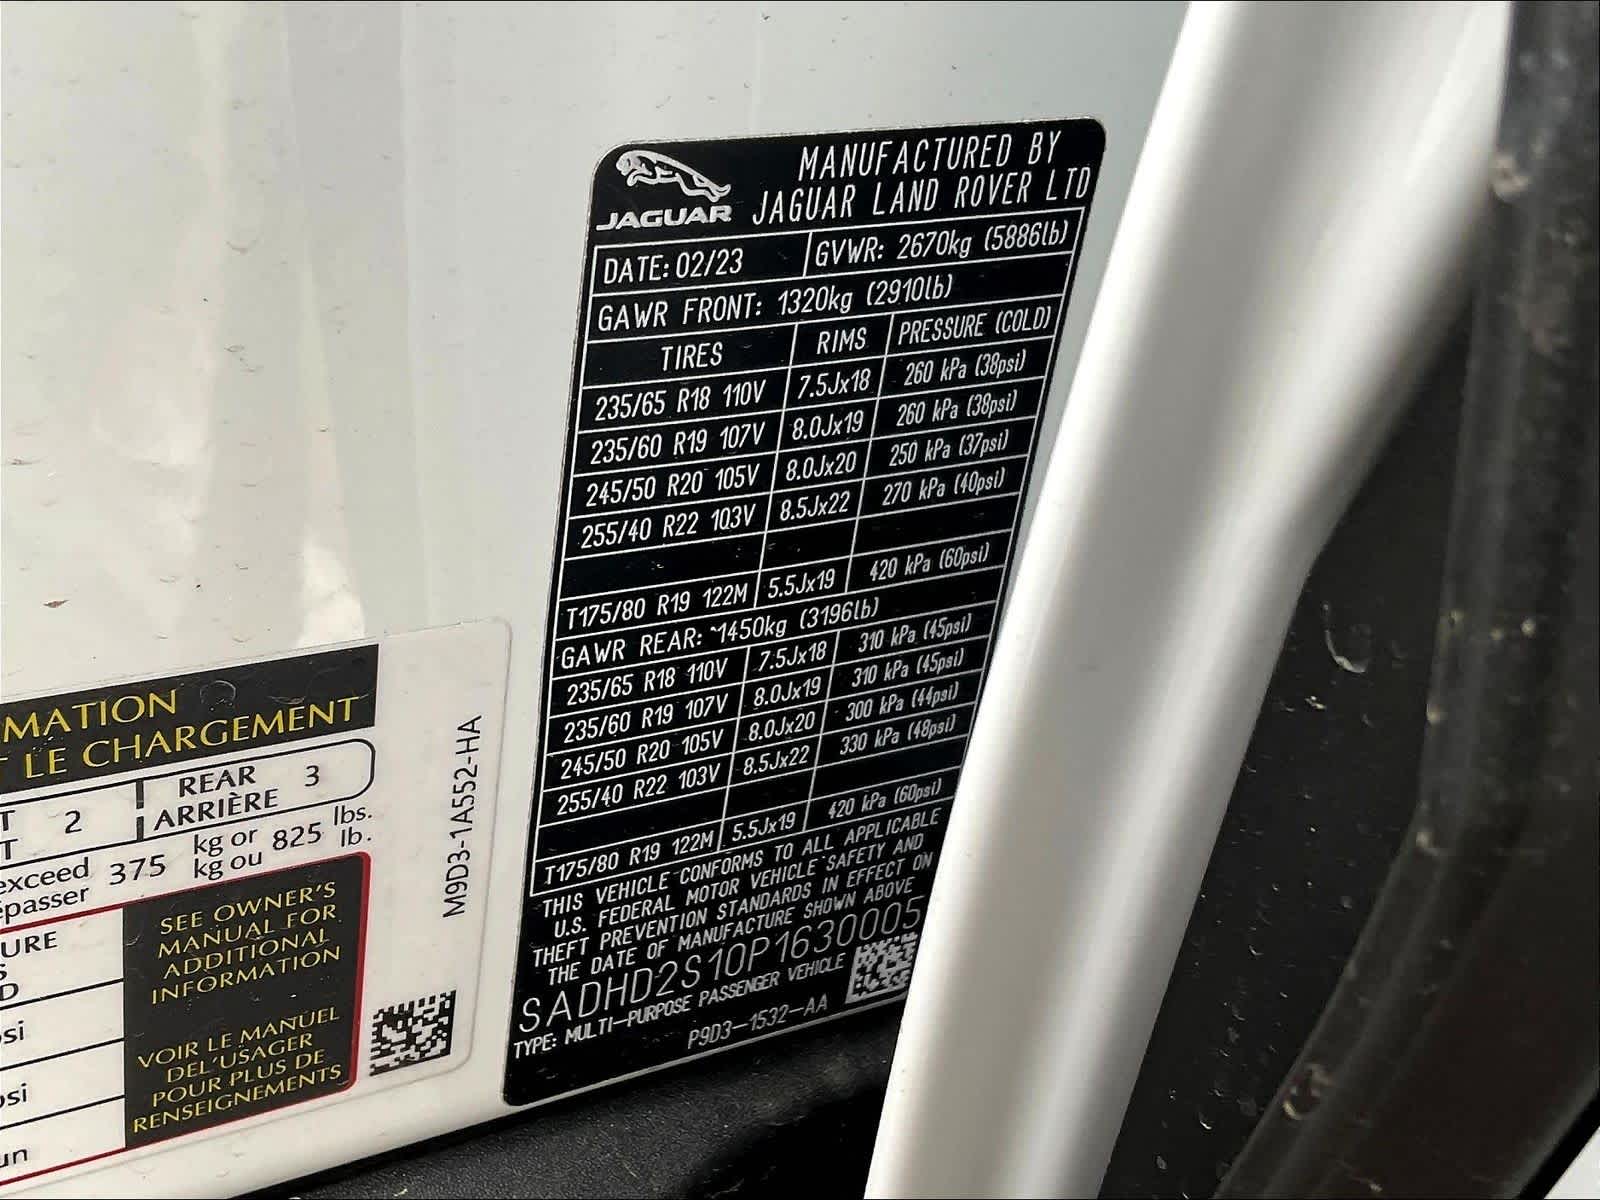 JAGUAR
MANUFACTURED BY
JAGUAR LAND ROVER LTD
DATE: 02/23 GVWR: 2670kg (5886lb)
GAWR FRONT: 1320kg (2910lb)
TIRES RIMS PRESSURE (COLD)
235/65 R18 110V 7.5Jx18 260 kPa (38psi)
235/60 R19 107V 8.0Jx19 260 kPa (38psi)
245/50 R20 105V 8.0Jx20 250 kPa (37psi)
255/40 R22 103V 8.5Jx22 270 kPa (40psi)
T175/80 R19 122M 5.5Jx19 420 kPa (60psi)
GAWR REAR: 1450kg (3196lb)
235/65 R18 110V 7.5Jx18 310 kPa (45psi)
235/60 R19 107V 8.0Jx19 310 kPa (45psi)
245/50 R20 105V 8.0Jx20 300 kPa (44psi)
255/40 R22 103V 8.5Jx22 330 kPa (48psi)
T175/80 R19 122M 5.5Jx19 420 kPa (60psi)
THIS VEHICLE CONFORMS TO ALL APPLICABLE
U.S. FEDERAL MOTOR VEHICLE SAFETY AND
THEFT PREVENTION STANDARDS IN EFFECT ON
THE DATE OF MANUFACTURE SHOWN ABOVE
SADHD2S10P1630005
TYPE: MULTI-PURPOSE PASSENGER VEHICLE
P9D3-1532-AA
MATION
T LE CHARGEMENT
T 2 REAR 3
T ARRIÈRE
exceed 375 kg or 825 lbs.
épasser kg ou lb.
URE
S
D
si
psi
un
SEE OWNER'S
MANUAL FOR
ADDITIONAL
INFORMATION
VOIR LE MANUEL
DEL'USAGER
POUR PLUS DE
RENSEIGNEMENTS
M9D3-1A552-HA